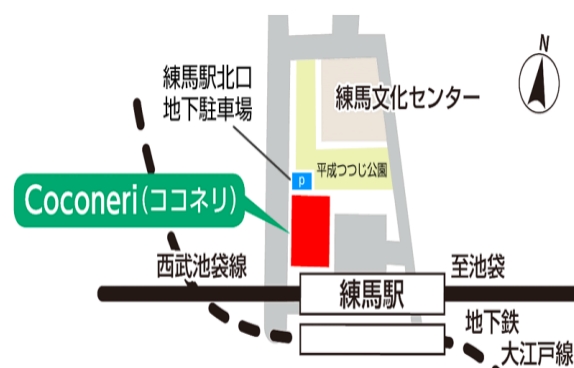 N
練馬駅北口
地下駐車場
練馬文化センター
平成つつじ公園
P
Coconeri(ココネリ)
西武池袋線
至池袋
練馬駅
地下鉄
大江戸線